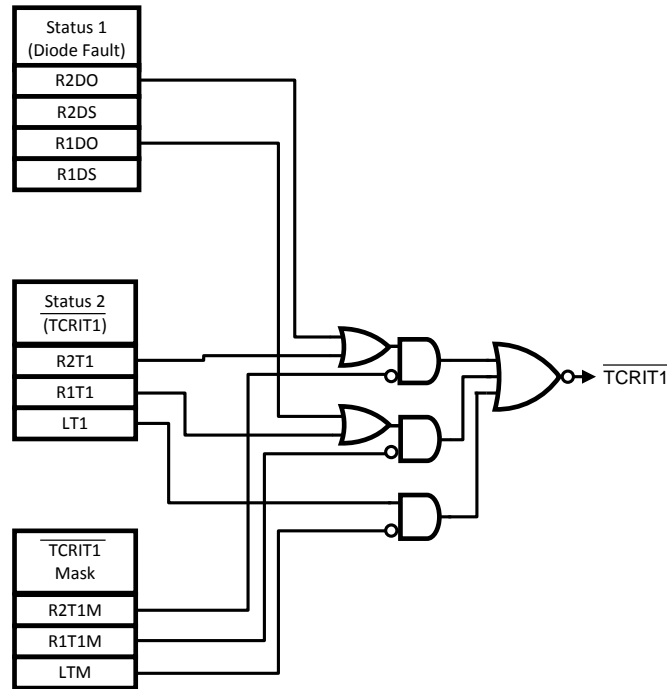 Status 1
(Diode Fault)
R2DO
R2DS
R1DO
R1DS
Status 2
(TCRIT1)
R2T1
R1T1
LT1
TCRIT1
TCRIT1
Mask
R2T1M
R1T1M
LTM